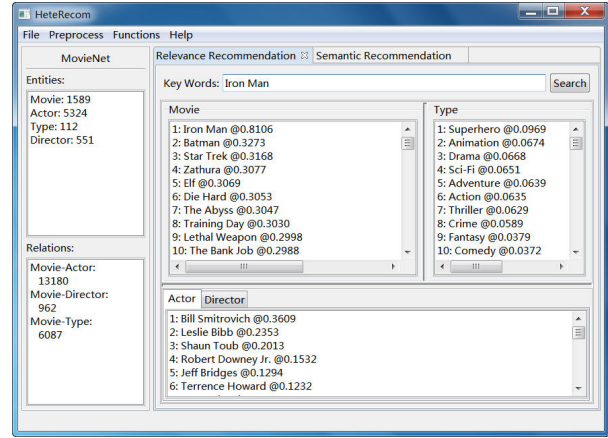 HeteRecom
File Preprocess Functions Help
MovieNet
Entities:
Movie: 1589
Actor: 5324
Type: 112
Director: 551
Relations:
Movie-Actor:
13180
Movie-Director:
962
Movie-Type:
6087
Relevance Recommendation Semantic Recommendation
Key Words: Iron Man Search
Movie
1: Iron Man @0.8106
2: Batman @0.3273
3: Star Trek @0.3168
4: Zathura @0.3077
5: Elf @0.3069
6: Die Hard @0.3053
7: The Abyss @0.3047
8: Training Day @0.3030
9: Lethal Weapon @0.2998
10: The Bank Job @0.2988
Type
1: Superhero @0.0969
2: Animation @0.0674
3: Drama @0.0668
4: Sci-Fi @0.0651
5: Adventure @0.0639
6: Action @0.0635
7: Thriller @0.0629
8: Crime @0.0589
9: Fantasy @0.0379
10: Comedy @0.0372
Actor Director
1: Bill Smitrovich @0.3609
2: Leslie Bibb @0.2353
3: Shaun Toub @0.2013
4: Robert Downey Jr. @0.1532
5: Jeff Bridges @0.1294
6: Terrence Howard @0.1232